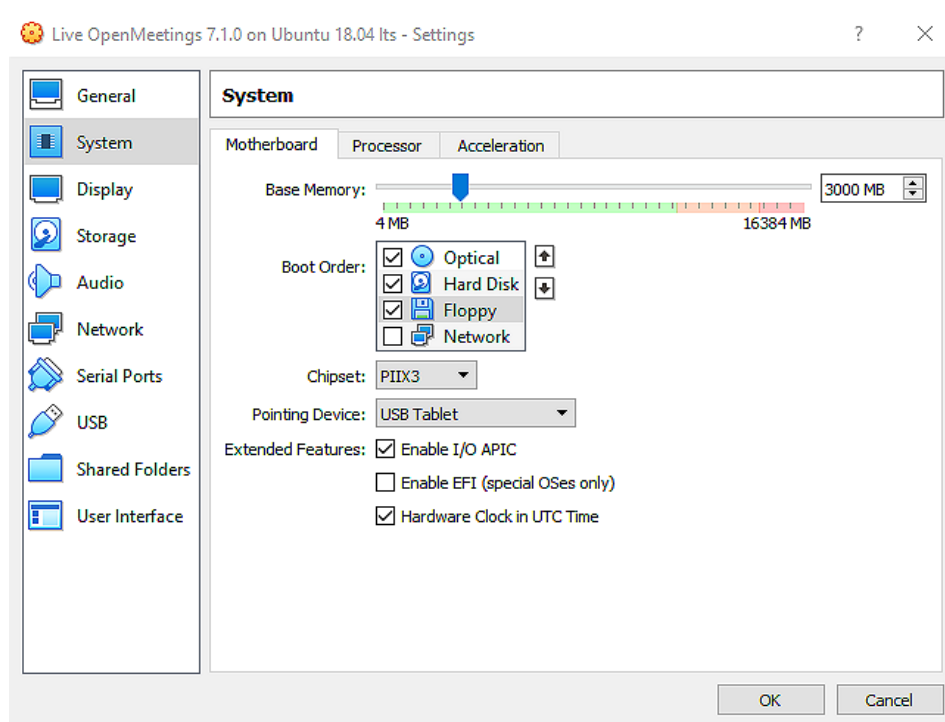 Live OpenMeetings 7.1.0 on Ubuntu 18.04 lts - Settings ?
General
System
Display
Storage
Audio
Network
Serial Ports
USB
Shared Folders
User Interface
System
Motherboard Processor Acceleration
Base Memory: 3000 MB
4 MB 16384 MB
Boot Order: Optical
Hard Disk
Floppy
Network
Chipset: PIIX3
Pointing Device: USB Tablet
Extended Features: Enable I/O APIC
Enable EFI (special OSes only)
Hardware Clock in UTC Time
OK Cancel